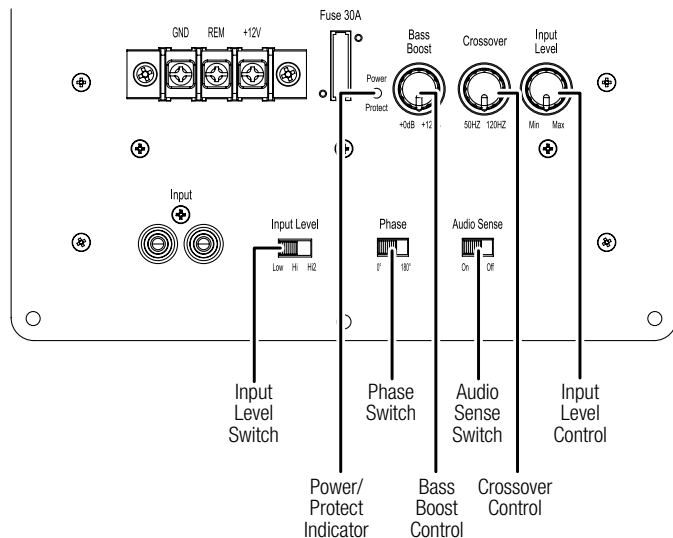 Fuse 30A
GND REM +12V
Bass
Boost
Crossover
Input
Level
Power
Protect
+0dB
50HZ 120HZ
Min Max
Input
Input Level
Low Hi Hi2
Phase
0° 180°
Audio Sense
On Off
Input
Level
Switch
Phase
Switch
Audio
Sense
Switch
Input
Level
Control
Power/
Protect
Indicator
Bass
Boost
Control
Crossover
Control